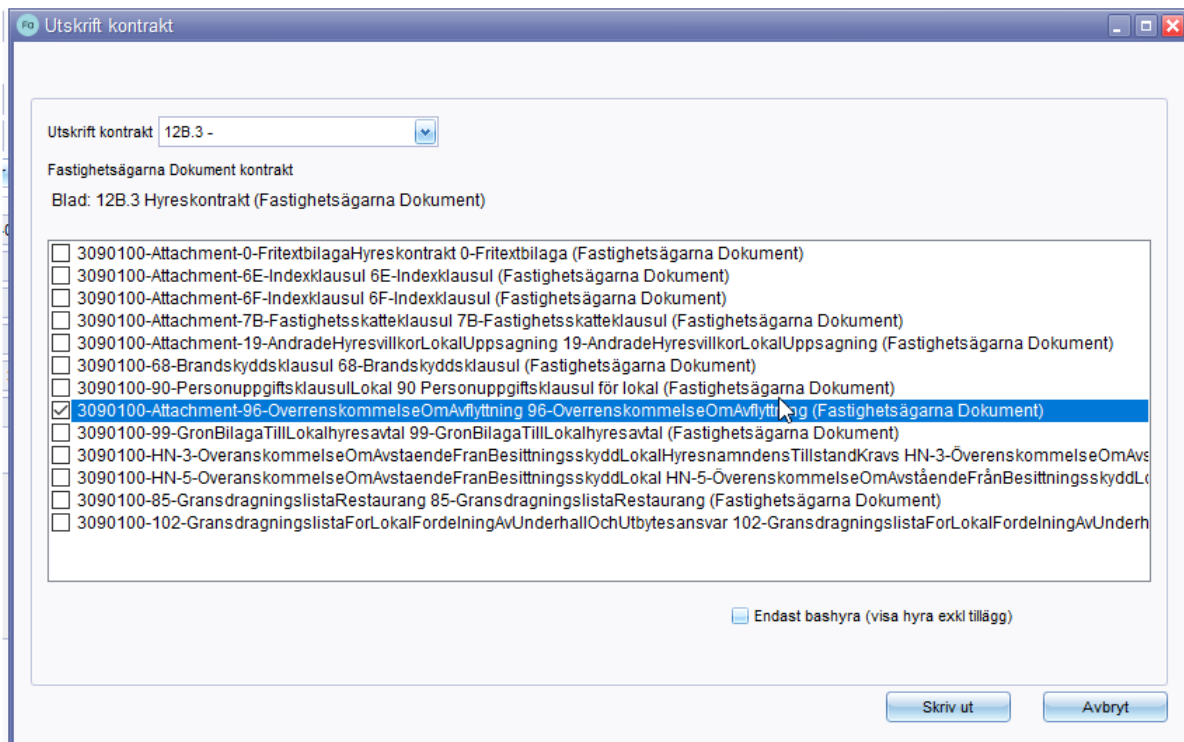 Fa Utskrift kontrakt
Utskrift kontrakt 12B.3 -
Fastighetsägarna Dokument kontrakt
Blad: 12B.3 Hyreskontrakt (Fastighetsägarna Dokument)
3090100-Attachment-0-FritextbilagaHyreskontrakt 0-Fritextbilaga (Fastighetsägarna Dokument)
3090100-Attachment-6E-Indexklausul 6E-Indexklausul (Fastighetsägarna Dokument)
3090100-Attachment-6F-Indexklausul 6F-Indexklausul (Fastighetsägarna Dokument)
3090100-Attachment-7B-Fastighetsskatteklausul 7B-Fastighetsskatteklausul (Fastighetsägarna Dokument)
3090100-Attachment-19-AndradeHyresvillkorLokalUppsagning 19-AndradeHyresvillkorLokalUppsagning (Fastighetsägarna Dokument)
3090100-68-Brandskyddsklausul 68-Brandskyddsklausul (Fastighetsägarna Dokument)
3090100-90-PersonuppgiftsklausulLokal 90 Personuppgiftsklausul för lokal (Fastighetsägarna Dokument)
3090100-Attachment-96-OverrenskommelseOmAvflyttning 96-OverrenskommelseOmAvflyttning (Fastighetsägarna Dokument)
3090100-99-GronBilagaTillLokalhyresavtal 99-GronBilagaTillLokalhyresavtal (Fastighetsägarna Dokument)
3090100-HN-3-OveranskommelseOmAvstaendeFranBesittningsskyddLokalHyresnamndensTillstandKravs HN-3-ÖverenskommelseOmAvs
3090100-HN-5-OveranskommelseOmAvstaendeFranBesittningsskyddLokal HN-5-ÖverenskommelseOmAvståendeFrånBesittningsskyddLo
3090100-85-GransdragningslistaRestaurang 85-GransdragningslistaRestaurang (Fastighetsägarna Dokument)
3090100-102-GransdragningslistaForLokalFordelningAvUnderhallOchUtbytesansvar 102-GransdragningslistaForLokalFordelningAvUnderh
Endast bashyra (visa hyra exkl tillägg)
Skriv ut Avbryt